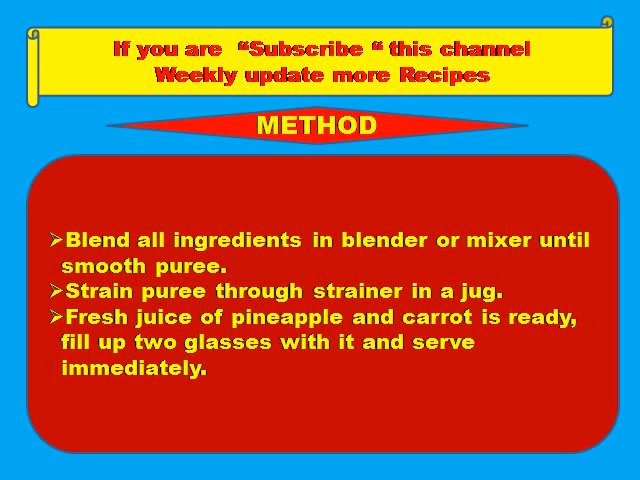 If you are “Subscribe “ this channel
Weekly update more Recipes
METHOD
➢Blend all ingredients in blender or mixer until
smooth puree.
➢Strain puree through strainer in a jug.
➢Fresh juice of pineapple and carrot is ready,
fill up two glasses with it and serve
immediately.